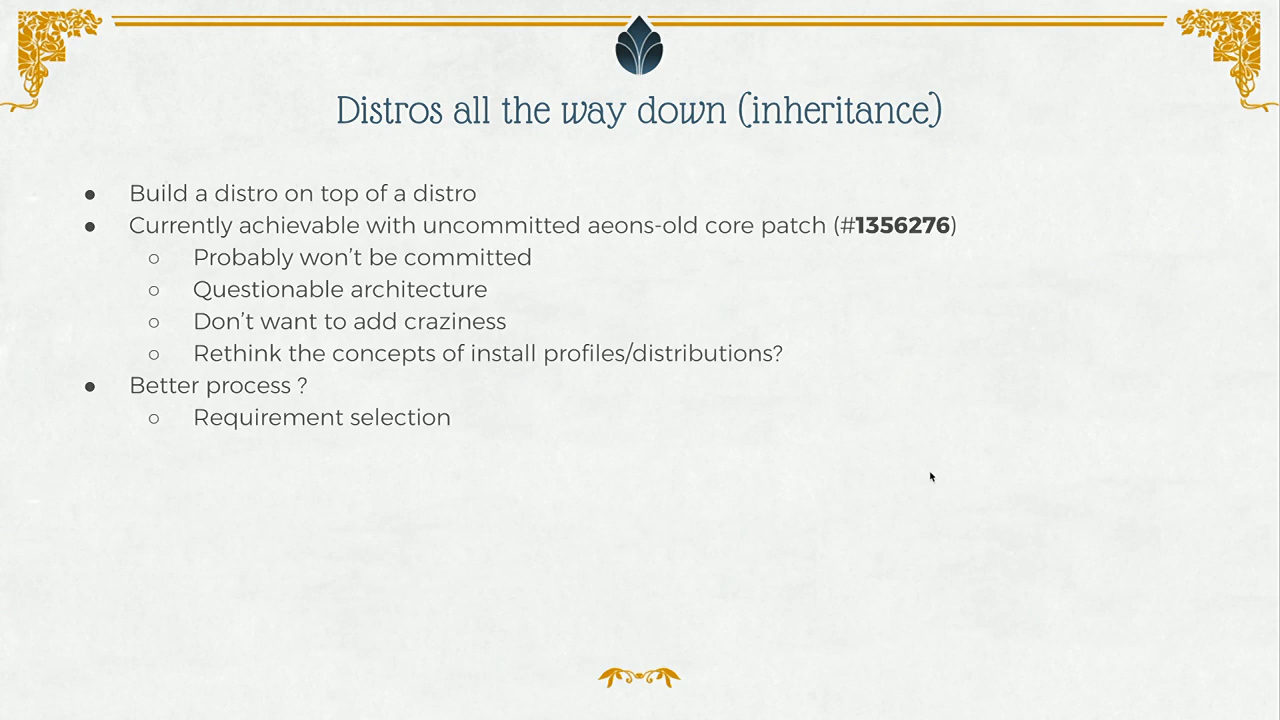 Distros all the way down (inheritance)
● Build a distro on top of a distro
● Currently achievable with uncommitted aeons-old core patch (#1356276)
○ Probably won't be committed
○ Questionable architecture
○ Don't want to add craziness
○ Rethink the concepts of install profiles/distributions?
● Better process ?
○ Requirement selection